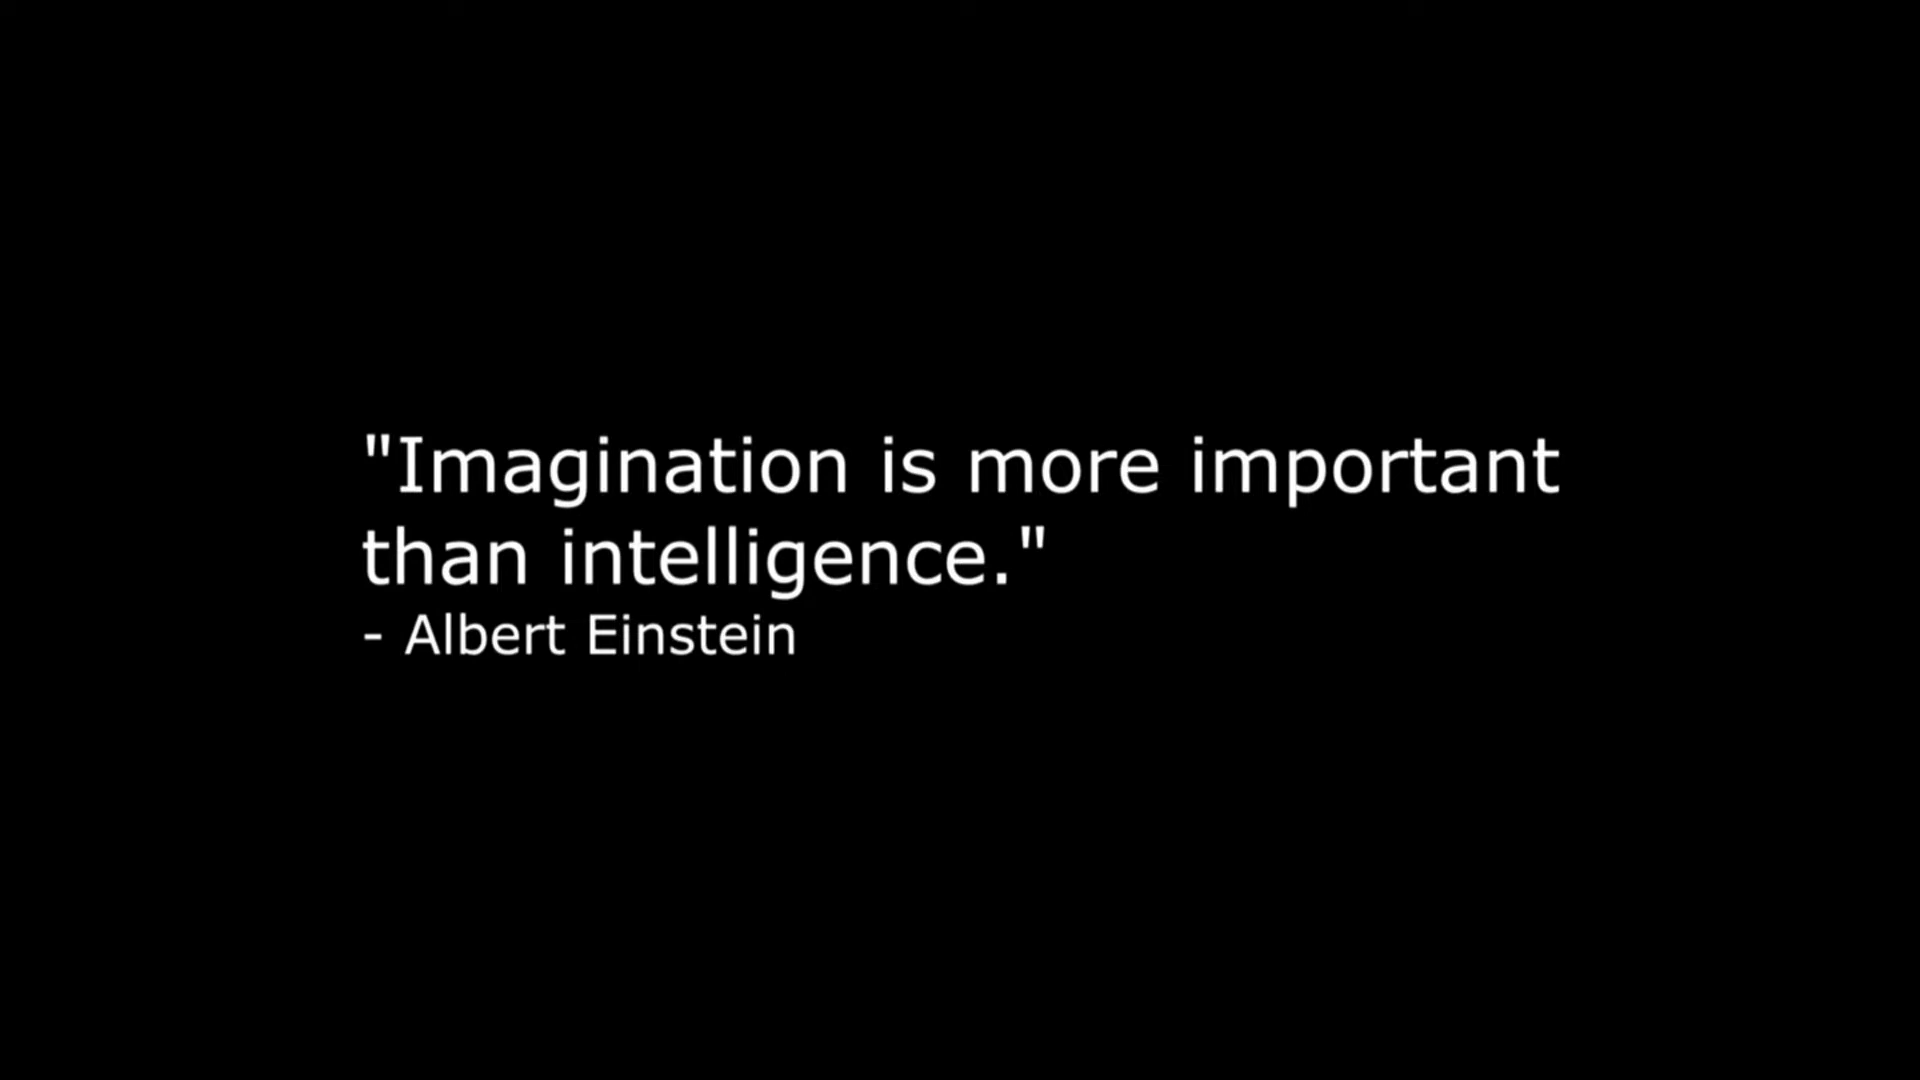 "Imagination is more important
than intelligence."
- Albert Einstein